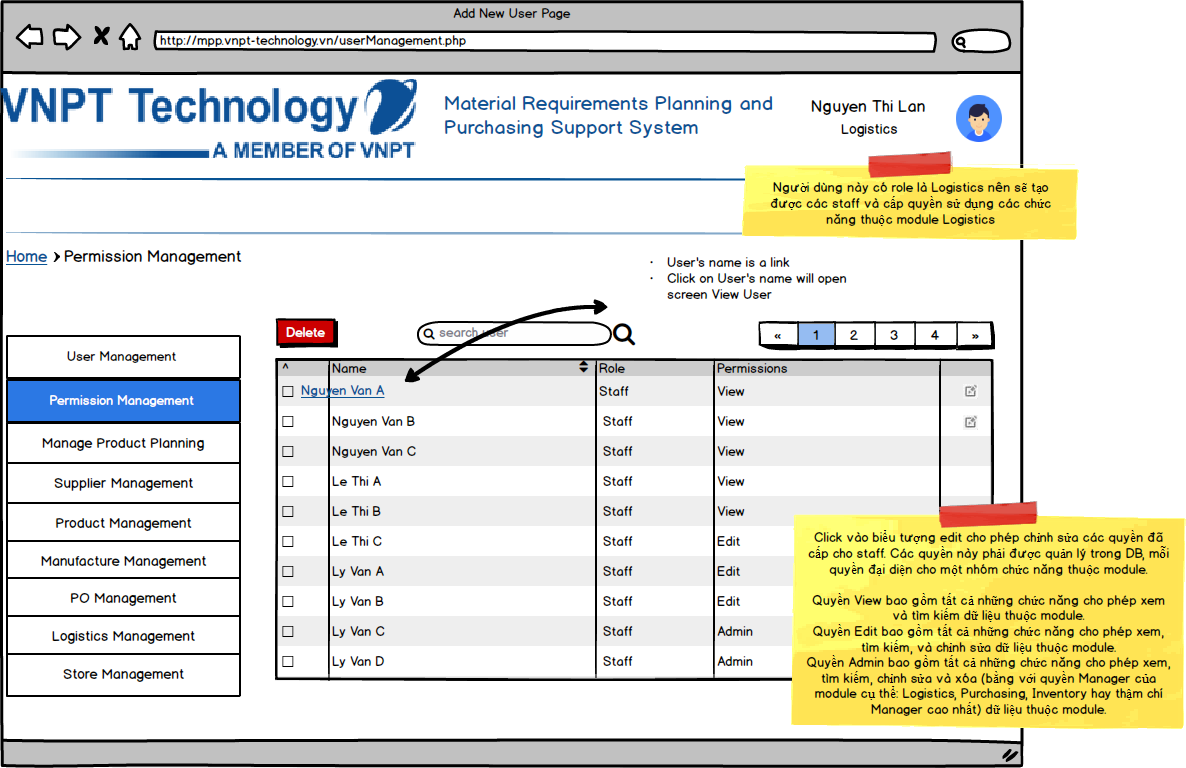 Add New User Page
http://mpp.vnpt-technology.vn/userManagement.php
VNPT Technology
A MEMBER OF VNPT
Material Requirements Planning and
Purchasing Support System
Nguyen Thi Lan
Logistics
Người dùng này có role là Logistics nên sẽ tạo
được các staff và cấp quyền sử dụng các chức
năng thuộc module Logistics
Home > Permission Management
· User's name is a link
· Click on User's name will open
screen View User
User Management
Permission Management
Manage Product Planning
Supplier Management
Product Management
Manufacture Management
PO Management
Logistics Management
Store Management
Delete
search user
« 1 2 3 4 »
^ Name Role Permissions
Nguyen Van A Staff View
Nguyen Van B Staff View
Nguyen Van C Staff View
Le Thi A Staff View
Le Thi B Staff View
Le Thi C Staff Edit
Ly Van A Staff Edit
Ly Van B Staff Edit
Ly Van C Staff Admin
Ly Van D Staff Admin
Click vào biểu tượng edit cho phép chỉnh sửa các quyền đã
cấp cho staff. Các quyền này phải được quản lý trong DB, mỗi
quyền đại diện cho một nhóm chức năng thuộc module.
Quyền View bao gồm tất cả những chức năng cho phép xem
và tìm kiếm dữ liệu thuộc module.
Quyền Edit bao gồm tất cả những chức năng cho phép xem,
tìm kiếm, và chỉnh sửa dữ liệu thuộc module.
Quyền Admin bao gồm tất cả những chức năng cho phép xem,
tìm kiếm, chỉnh sửa và xóa (bằng với quyền Manager của
module cụ thể: Logistics, Purchasing, Inventory hay thậm chí
Manager cao nhất) dữ liệu thuộc module.